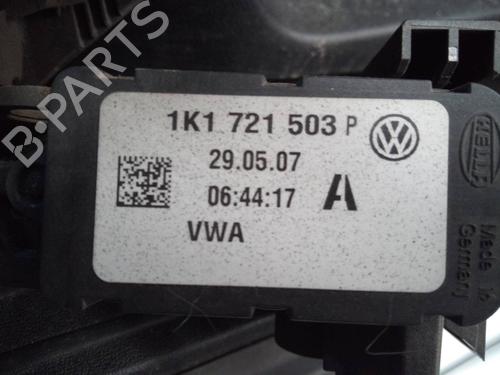 B-PARTS
1K1 721 503 P
29.05.07
06:44:17 A
VWA
HELLA
Made in
Germany